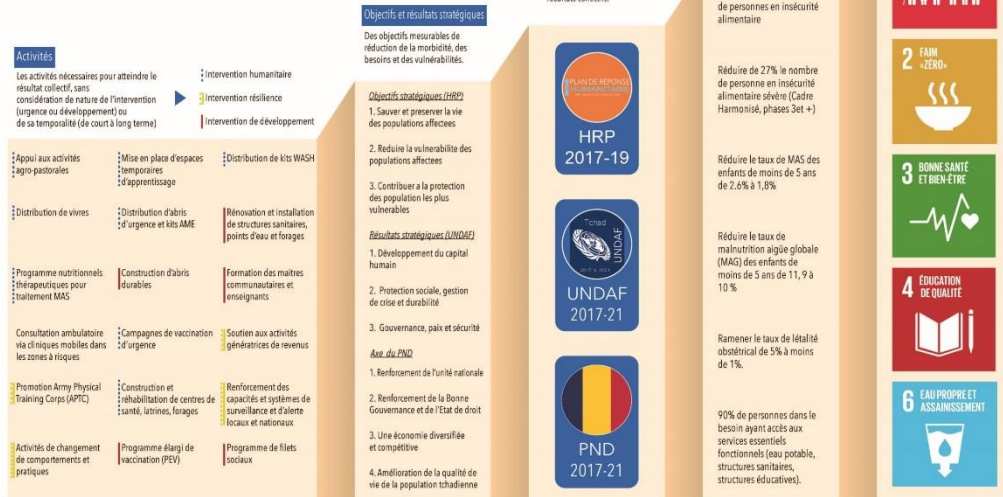 Activités
Les activités nécessaires pour atteindre le
résultat collectif, sans
considération de nature de l'intervention
(urgence ou développement) ou
de sa temporalité (de court à long terme)
Intervention humanitaire
Intervention résilience
Intervention de développement
Appui aux activités
agro-pastorales
Mise en place d'espaces
temporaires
d'apprentissage
Distribution de kits WASH
Distribution de vivres
Distribution d'abris
d'urgence et kits AME
Rénovation et installation
de structures sanitaires,
points d'eau et forages
Programme nutritionnels
thérapeutiques pour
traitement MAS
Construction d'abris
durables
Formation des maitres
communautaires et
enseignants
Consultation ambulatoire
via cliniques mobiles dans
les zones à risques
Campagnes de vaccination
d'urgence
Soutien aux activités
génératrices de revenus
Promotion Army Physical
Training Corps (APTC)
Construction et
réhabilitation de centres de
santé, latrines, forages
Renforcement des
capacités et systèmes de
surveillance et d'alerte
locaux et nationaux
Activités de changement
de comportements et
pratiques
Programme élargi de
vaccination (PEV)
Programme de filets
sociaux
Objectifs et résultats stratégiques
Des objectifs mesurables de
réduction de la morbidité, des
besoins et des vulnérabilités.
Objectifs stratégiques (HRP)
1. Sauver et preserver la vie
des populations affectees
2. Reduire la vulnerabilite des
populations affectees
3. Contribuer a la protection
des population les plus
vulnerables
Résultats stratégiques (UNDAF)
1. Développement du capital
humain
2. Protection sociale, gestion
de crise et durabilité
3. Gouvernance, paix et sécurité
Axe du PND
1. Renforcement de l'unité nationale
2. Renforcement de la Bonne
Gouvernance et de l'Etat de droit
3. Une économie diversifiée
et compétitive
4. Amélioration de la qualité de
vie de la population tchadienne
PLAN DE RÉPONSE
HUMANITAIRE
HRP
2017-19
Tchad
UNDAF
UNDAF
2017-21
PND
2017-21
de personnes en insécurité
alimentaire
Réduire de 27% le nombre
de personne en insécurité
alimentaire sévère (Cadre
Harmonisé, phases 3et +)
Réduire le taux de MAS des
enfants de moins de 5 ans
de 2.6% à 1,8%
Réduire le taux de
malnutrition aigüe globale
(MAG) des enfants de
moins de 5 ans de 11, 9 à
10 %
Ramener le taux de létalité
obstétrical de 5% à moins
de 1%.
90% de personnes dans le
besoin ayant accès aux
services essentiels
fonctionnels (eau potable,
structures sanitaires,
structures éducatives).
2 FAIM
«ZÉRO»
3 BONNE SANTÉ
ET BIEN-ÊTRE
4 ÉDUCATION
DE QUALITÉ
6 EAU PROPRE ET
ASSAINISSEMENT